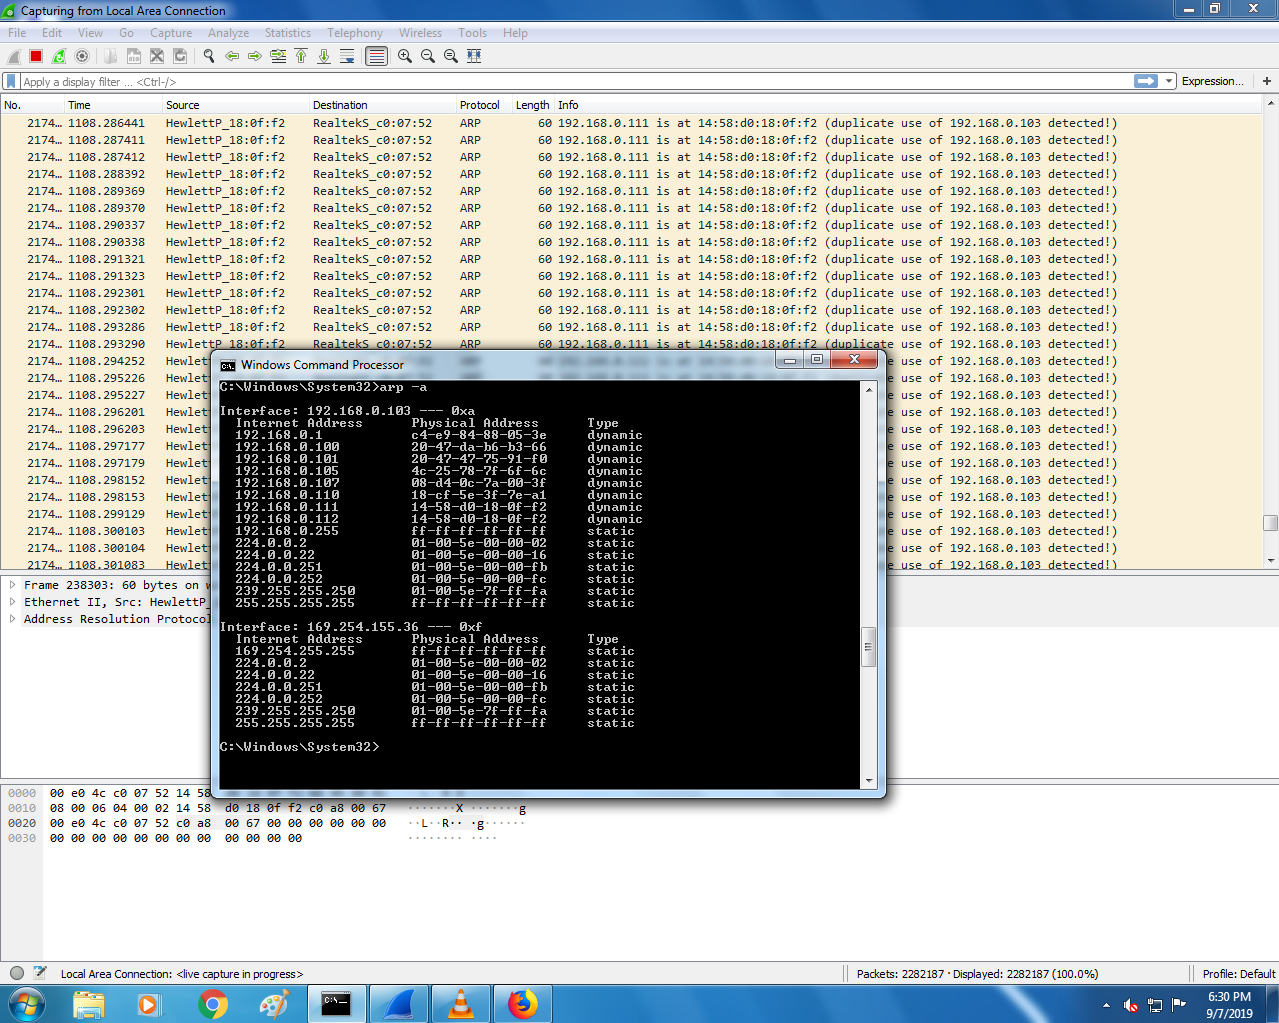 Capturing from Local Area Connection
File Edit View Go Capture Analyze Statistics Telephony Wireless Tools Help
Apply a display filter ... <Ctrl-/> Expression... +
No. Time Source Destination Protocol Length Info
2174… 1108.286441 HewlettP_18:0f:f2 RealtekS_c0:07:52 ARP 60 192.168.0.111 is at 14:58:d0:18:0f:f2 (duplicate use of 192.168.0.103 detected!)
2174… 1108.287411 HewlettP_18:0f:f2 RealtekS_c0:07:52 ARP 60 192.168.0.111 is at 14:58:d0:18:0f:f2 (duplicate use of 192.168.0.103 detected!)
2174… 1108.287412 HewlettP_18:0f:f2 RealtekS_c0:07:52 ARP 60 192.168.0.111 is at 14:58:d0:18:0f:f2 (duplicate use of 192.168.0.103 detected!)
2174… 1108.288392 HewlettP_18:0f:f2 RealtekS_c0:07:52 ARP 60 192.168.0.111 is at 14:58:d0:18:0f:f2 (duplicate use of 192.168.0.103 detected!)
2174… 1108.289369 HewlettP_18:0f:f2 RealtekS_c0:07:52 ARP 60 192.168.0.111 is at 14:58:d0:18:0f:f2 (duplicate use of 192.168.0.103 detected!)
2174… 1108.289370 HewlettP_18:0f:f2 RealtekS_c0:07:52 ARP 60 192.168.0.111 is at 14:58:d0:18:0f:f2 (duplicate use of 192.168.0.103 detected!)
2174… 1108.290337 HewlettP_18:0f:f2 RealtekS_c0:07:52 ARP 60 192.168.0.111 is at 14:58:d0:18:0f:f2 (duplicate use of 192.168.0.103 detected!)
2174… 1108.290338 HewlettP_18:0f:f2 RealtekS_c0:07:52 ARP 60 192.168.0.111 is at 14:58:d0:18:0f:f2 (duplicate use of 192.168.0.103 detected!)
2174… 1108.291321 HewlettP_18:0f:f2 RealtekS_c0:07:52 ARP 60 192.168.0.111 is at 14:58:d0:18:0f:f2 (duplicate use of 192.168.0.103 detected!)
2174… 1108.291323 HewlettP_18:0f:f2 RealtekS_c0:07:52 ARP 60 192.168.0.111 is at 14:58:d0:18:0f:f2 (duplicate use of 192.168.0.103 detected!)
2174… 1108.292301 HewlettP_18:0f:f2 RealtekS_c0:07:52 ARP 60 192.168.0.111 is at 14:58:d0:18:0f:f2 (duplicate use of 192.168.0.103 detected!)
2174… 1108.292302 HewlettP_18:0f:f2 RealtekS_c0:07:52 ARP 60 192.168.0.111 is at 14:58:d0:18:0f:f2 (duplicate use of 192.168.0.103 detected!)
2174… 1108.293286 HewlettP_18:0f:f2 RealtekS_c0:07:52 ARP 60 192.168.0.111 is at 14:58:d0:18:0f:f2 (duplicate use of 192.168.0.103 detected!)
2174… 1108.293290 HewlettP_18:0f:f2 RealtekS_c0:07:52 ARP 60 192.168.0.111 is at 14:58:d0:18:0f:f2 (duplicate use of 192.168.0.103 detected!)
2174… 1108.294252 Hewlett use of 192.168.0.103 detected!)
2174… 1108.295226 Hewlett use of 192.168.0.103 detected!)
2174… 1108.295227 Hewlett use of 192.168.0.103 detected!)
2174… 1108.296201 Hewlett use of 192.168.0.103 detected!)
2174… 1108.296203 Hewlett use of 192.168.0.103 detected!)
2174… 1108.297177 Hewlett use of 192.168.0.103 detected!)
2174… 1108.297179 Hewlett use of 192.168.0.103 detected!)
2174… 1108.298152 Hewlett use of 192.168.0.103 detected!)
2174… 1108.298153 Hewlett use of 192.168.0.103 detected!)
2174… 1108.299129 Hewlett use of 192.168.0.103 detected!)
2174… 1108.300103 Hewlett use of 192.168.0.103 detected!)
2174… 1108.300104 Hewlett use of 192.168.0.103 detected!)
2174… 1108.301083 Hewlett use of 192.168.0.103 detected!)
Windows Command Processor
C:\Windows\System32>arp -a
Interface: 192.168.0.103 --- 0xa
Internet Address Physical Address Type
192.168.0.1 c4-e9-84-88-05-3e dynamic
192.168.0.100 20-47-da-b6-b3-66 dynamic
192.168.0.101 20-47-47-75-91-f0 dynamic
192.168.0.105 4c-25-78-7f-6f-6c dynamic
192.168.0.107 08-d4-0c-7a-00-3f dynamic
192.168.0.110 18-cf-5e-3f-7e-a1 dynamic
192.168.0.111 14-58-d0-18-0f-f2 dynamic
192.168.0.112 14-58-d0-18-0f-f2 dynamic
192.168.0.255 ff-ff-ff-ff-ff-ff static
224.0.0.2 01-00-5e-00-00-02 static
224.0.0.22 01-00-5e-00-00-16 static
224.0.0.251 01-00-5e-00-00-fb static
224.0.0.252 01-00-5e-00-00-fc static
239.255.255.250 01-00-5e-7f-ff-fa static
255.255.255.255 ff-ff-ff-ff-ff-ff static
Interface: 169.254.155.36 --- 0xf
Internet Address Physical Address Type
169.254.255.255 ff-ff-ff-ff-ff-ff static
224.0.0.2 01-00-5e-00-00-02 static
224.0.0.22 01-00-5e-00-00-16 static
224.0.0.251 01-00-5e-00-00-fb static
224.0.0.252 01-00-5e-00-00-fc static
239.255.255.250 01-00-5e-7f-ff-fa static
255.255.255.255 ff-ff-ff-ff-ff-ff static
C:\Windows\System32>
Frame 238303: 60 bytes on
Ethernet II, Src: HewlettP_
Address Resolution Protocol
0000 00 e0 4c c0 07 52 14 58
0010 08 00 06 04 00 02 14 58 d0 18 0f f2 c0 a8 00 67 ·······X ·······g
0020 00 e0 4c c0 07 52 c0 a8 00 67 00 00 00 00 00 00 ··L··R·· ·g······
0030 00 00 00 00 00 00 00 00 00 00 00 00 ········ ····
Local Area Connection: <live capture in progress> Packets: 2282187 · Displayed: 2282187 (100.0%) Profile: Default
6:30 PM
9/7/2019